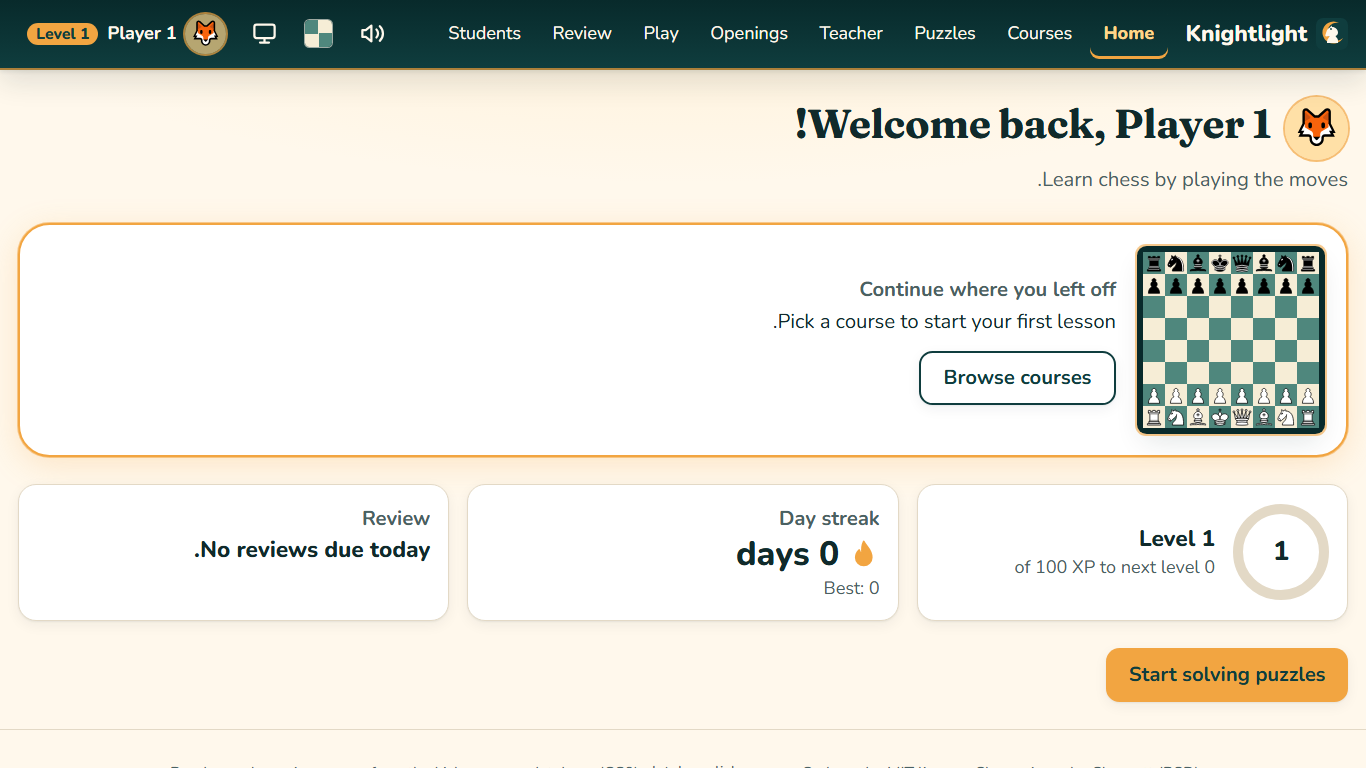 Knightlight
Home
Courses
Puzzles
Teacher
Openings
Play
Review
Students
Player 1
Level 1
!Welcome back, Player 1
.Learn chess by playing the moves
Continue where you left off
.Pick a course to start your first lesson
Browse courses
1
Level 1
of 100 XP to next level 0
Day streak
days 0
Best: 0
Review
.No reviews due today
Start solving puzzles